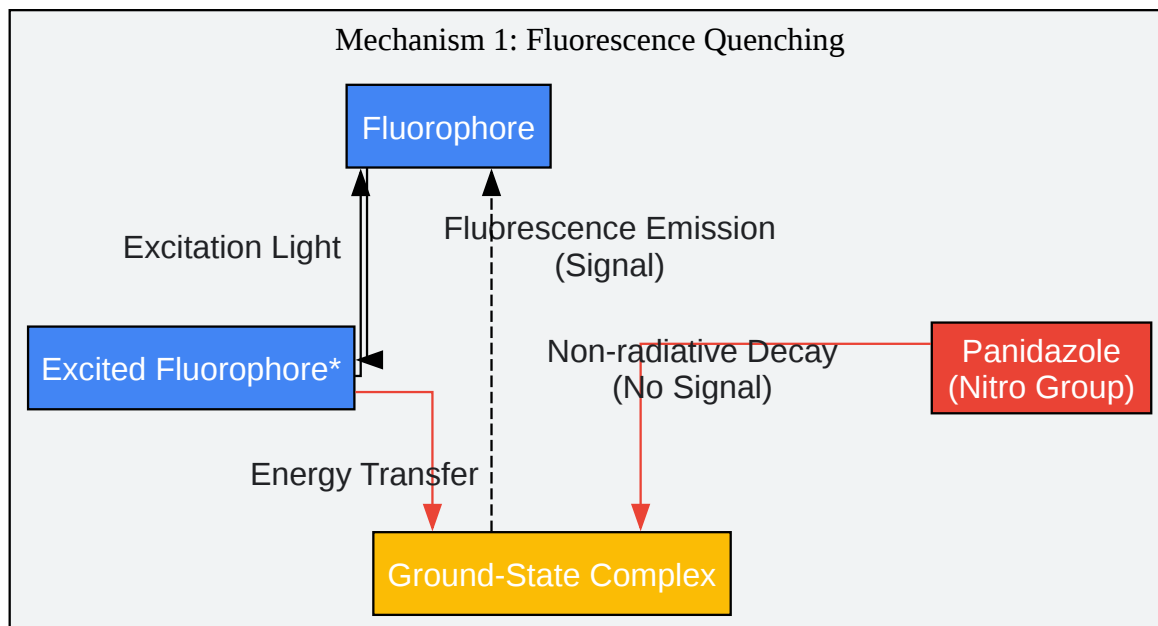 Mechanism 1: Fluorescence Quenching
Fluorophore
Excitation Light
Fluorescence Emission
(Signal)
Excited Fluorophore*
Non-radiative Decay
(No Signal)
Panidazole
(Nitro Group)
Energy Transfer
Ground-State Complex